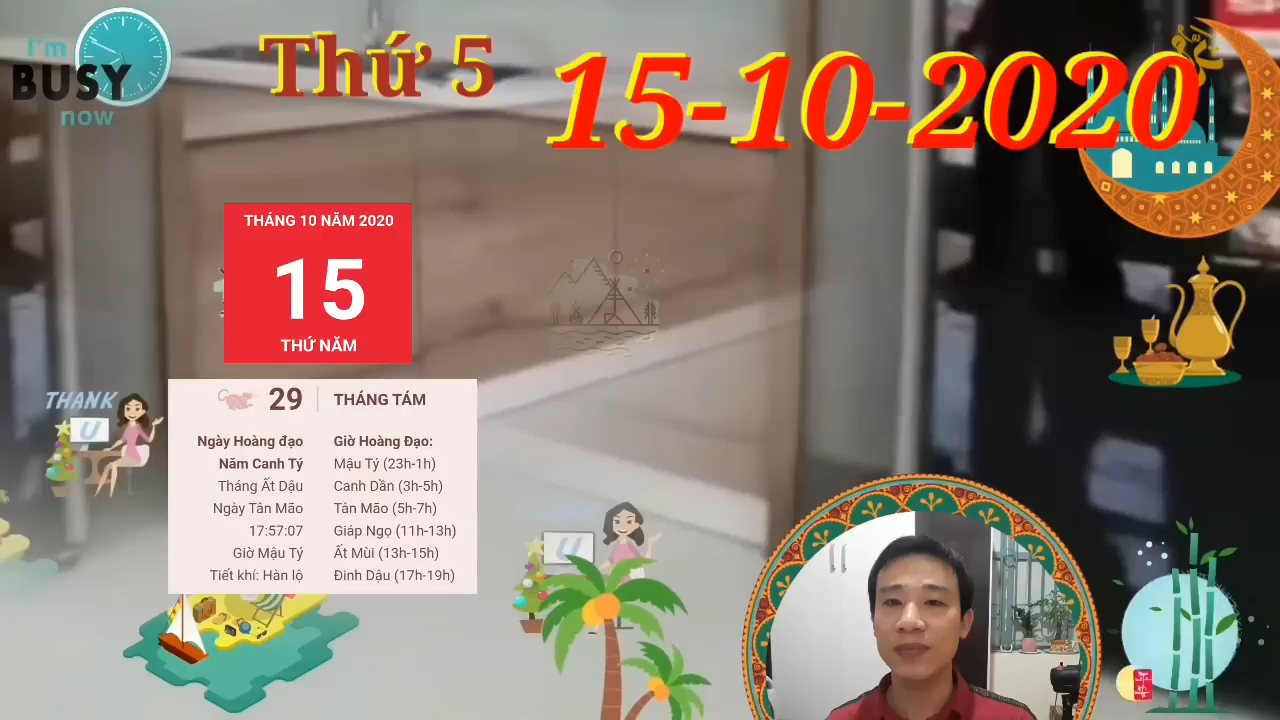 I'm
BUSY
now
Thứ 5
15-10-2020
THÁNG 10 NĂM 2020
15
THỨ NĂM
29 THÁNG TÁM
Ngày Hoàng đạo
Năm Canh Tý
Tháng Ất Dậu
Ngày Tân Mão
17:57:07
Giờ Mậu Tý
Tiết khí: Hàn lộ
Giờ Hoàng Đạo:
Mậu Tý (23h-1h)
Canh Dần (3h-5h)
Tân Mão (5h-7h)
Giáp Ngọ (11h-13h)
Ất Mùi (13h-15h)
Đinh Dậu (17h-19h)
THANK
U
U